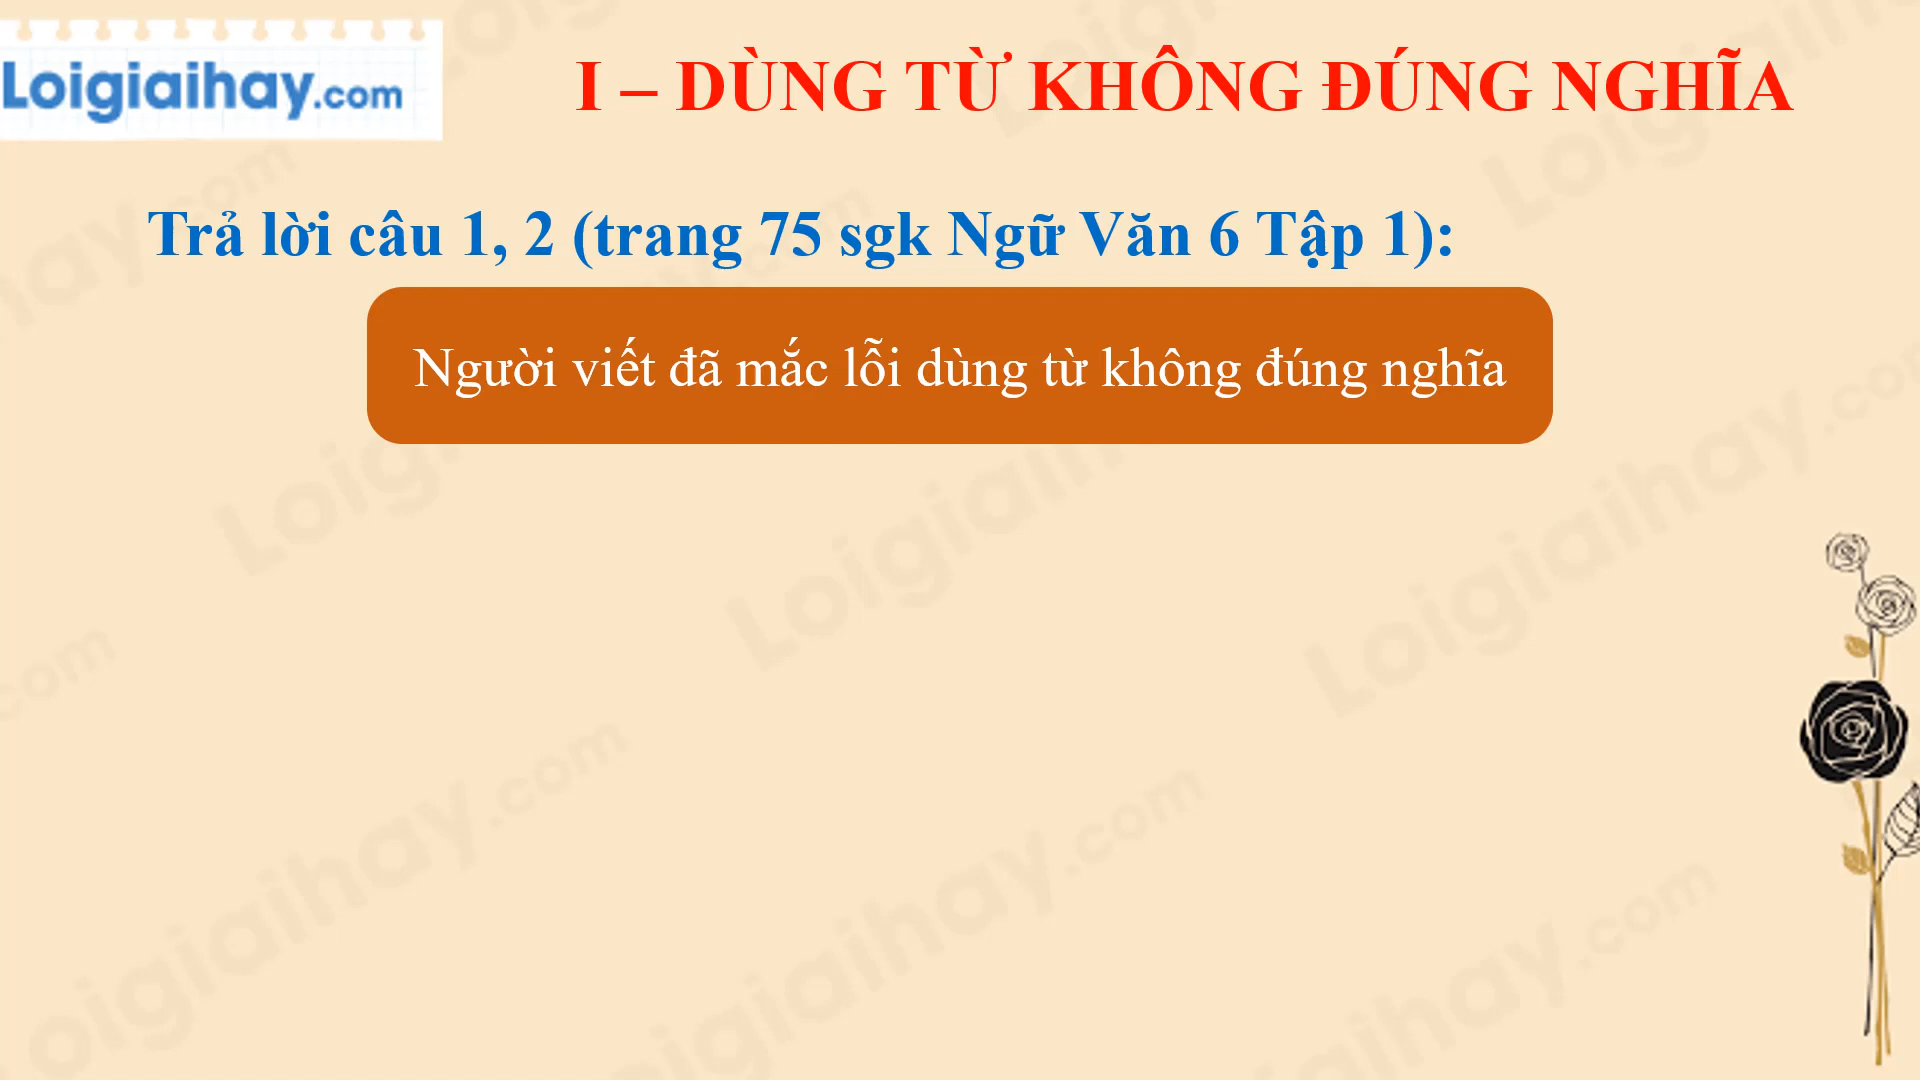 Loigiaihay.com
I – DÙNG TỪ KHÔNG ĐÚNG NGHĨA
Trả lời câu 1, 2 (trang 75 sgk Ngữ Văn 6 Tập 1):
Người viết đã mắc lỗi dùng từ không đúng nghĩa